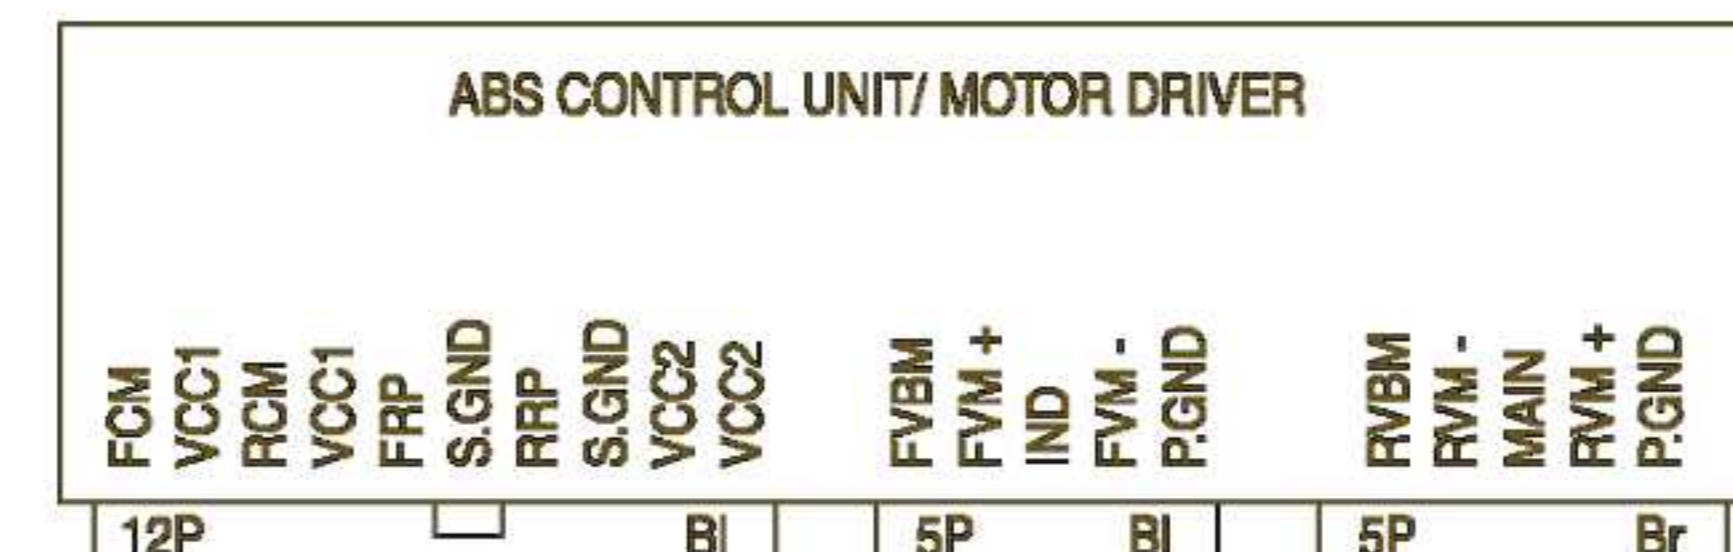 ABS CONTROL UNIT/ MOTOR DRIVER
FCM
VCC1
RCM
VCC1
FRP
S.GND
RRP
S.GND
VCC2
VCC2
FVBM
FVM +
IND
FVM -
P.GND
RVBM
RVM -
MAIN
RVM +
P.GND
12P Bl 5P Bl 5P Br